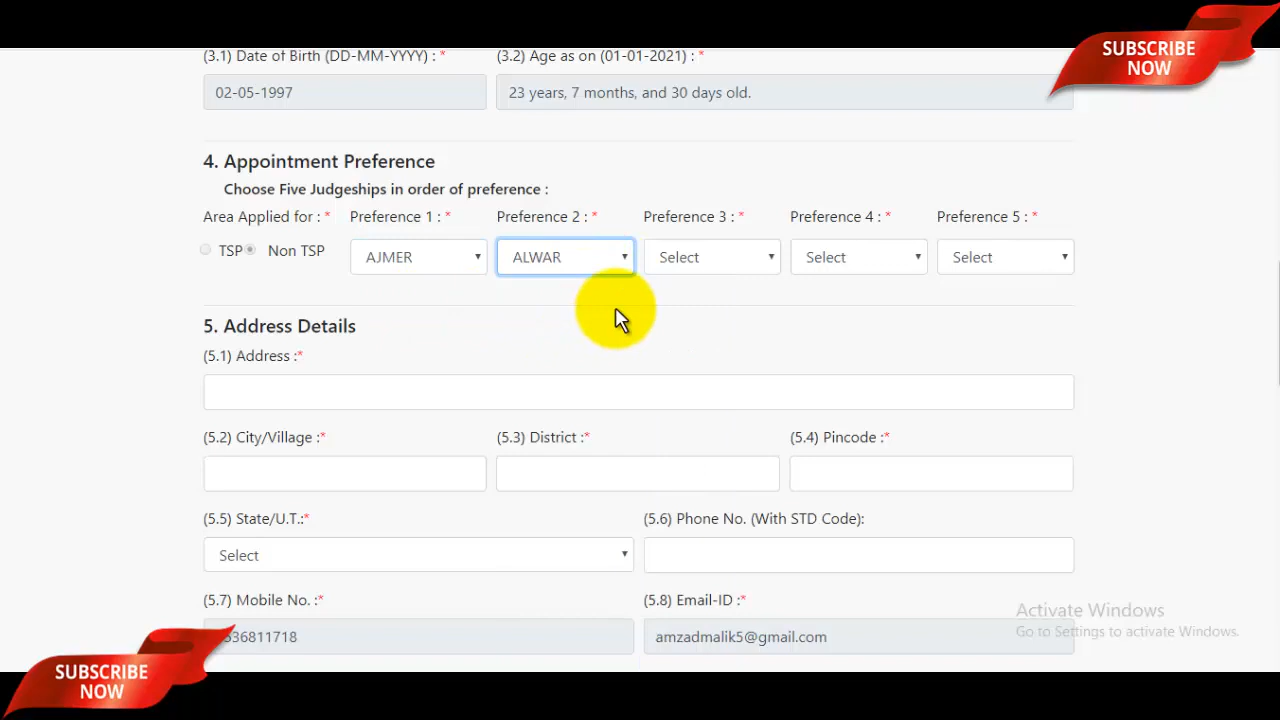 (3.1) Date of Birth (DD-MM-YYYY) : *
(3.2) Age as on (01-01-2021) : *
SUBSCRIBE
NOW
02-05-1997
23 years, 7 months, and 30 days old.
4. Appointment Preference
Choose Five Judgeships in order of preference :
Area Applied for : *
Preference 1 : *
Preference 2 : *
Preference 3 : *
Preference 4 : *
Preference 5 : *
TSP
Non TSP
AJMER
ALWAR
Select
Select
Select
5. Address Details
(5.1) Address :*
(5.2) City/Village :*
(5.3) District :*
(5.4) Pincode :*
(5.5) State/U.T.:*
(5.6) Phone No. (With STD Code):
Select
(5.7) Mobile No. :*
(5.8) Email-ID :*
Activate Windows
Go to Settings to activate Windows.
36811718
amzadmalik5@gmail.com
SUBSCRIBE
NOW